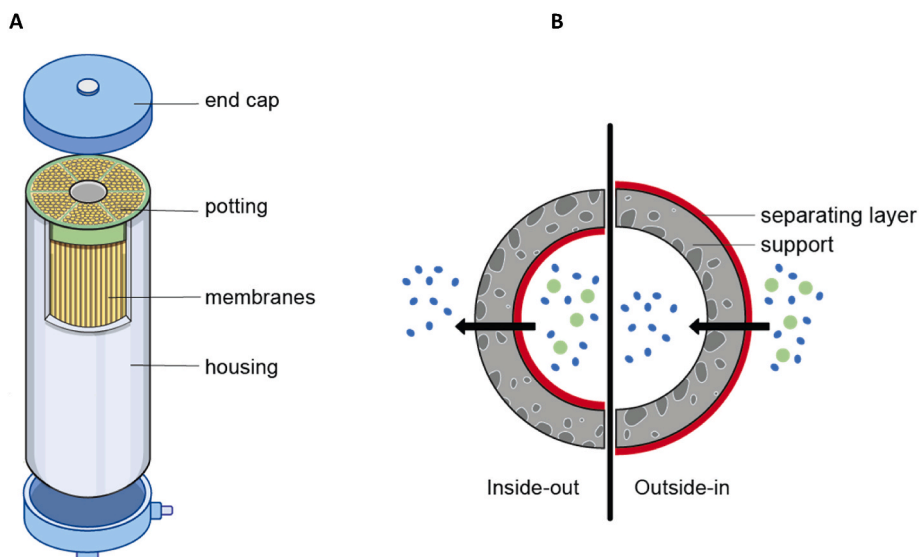 A
B
end cap
potting
membranes
housing
separating layer
support
Inside-out
Outside-in